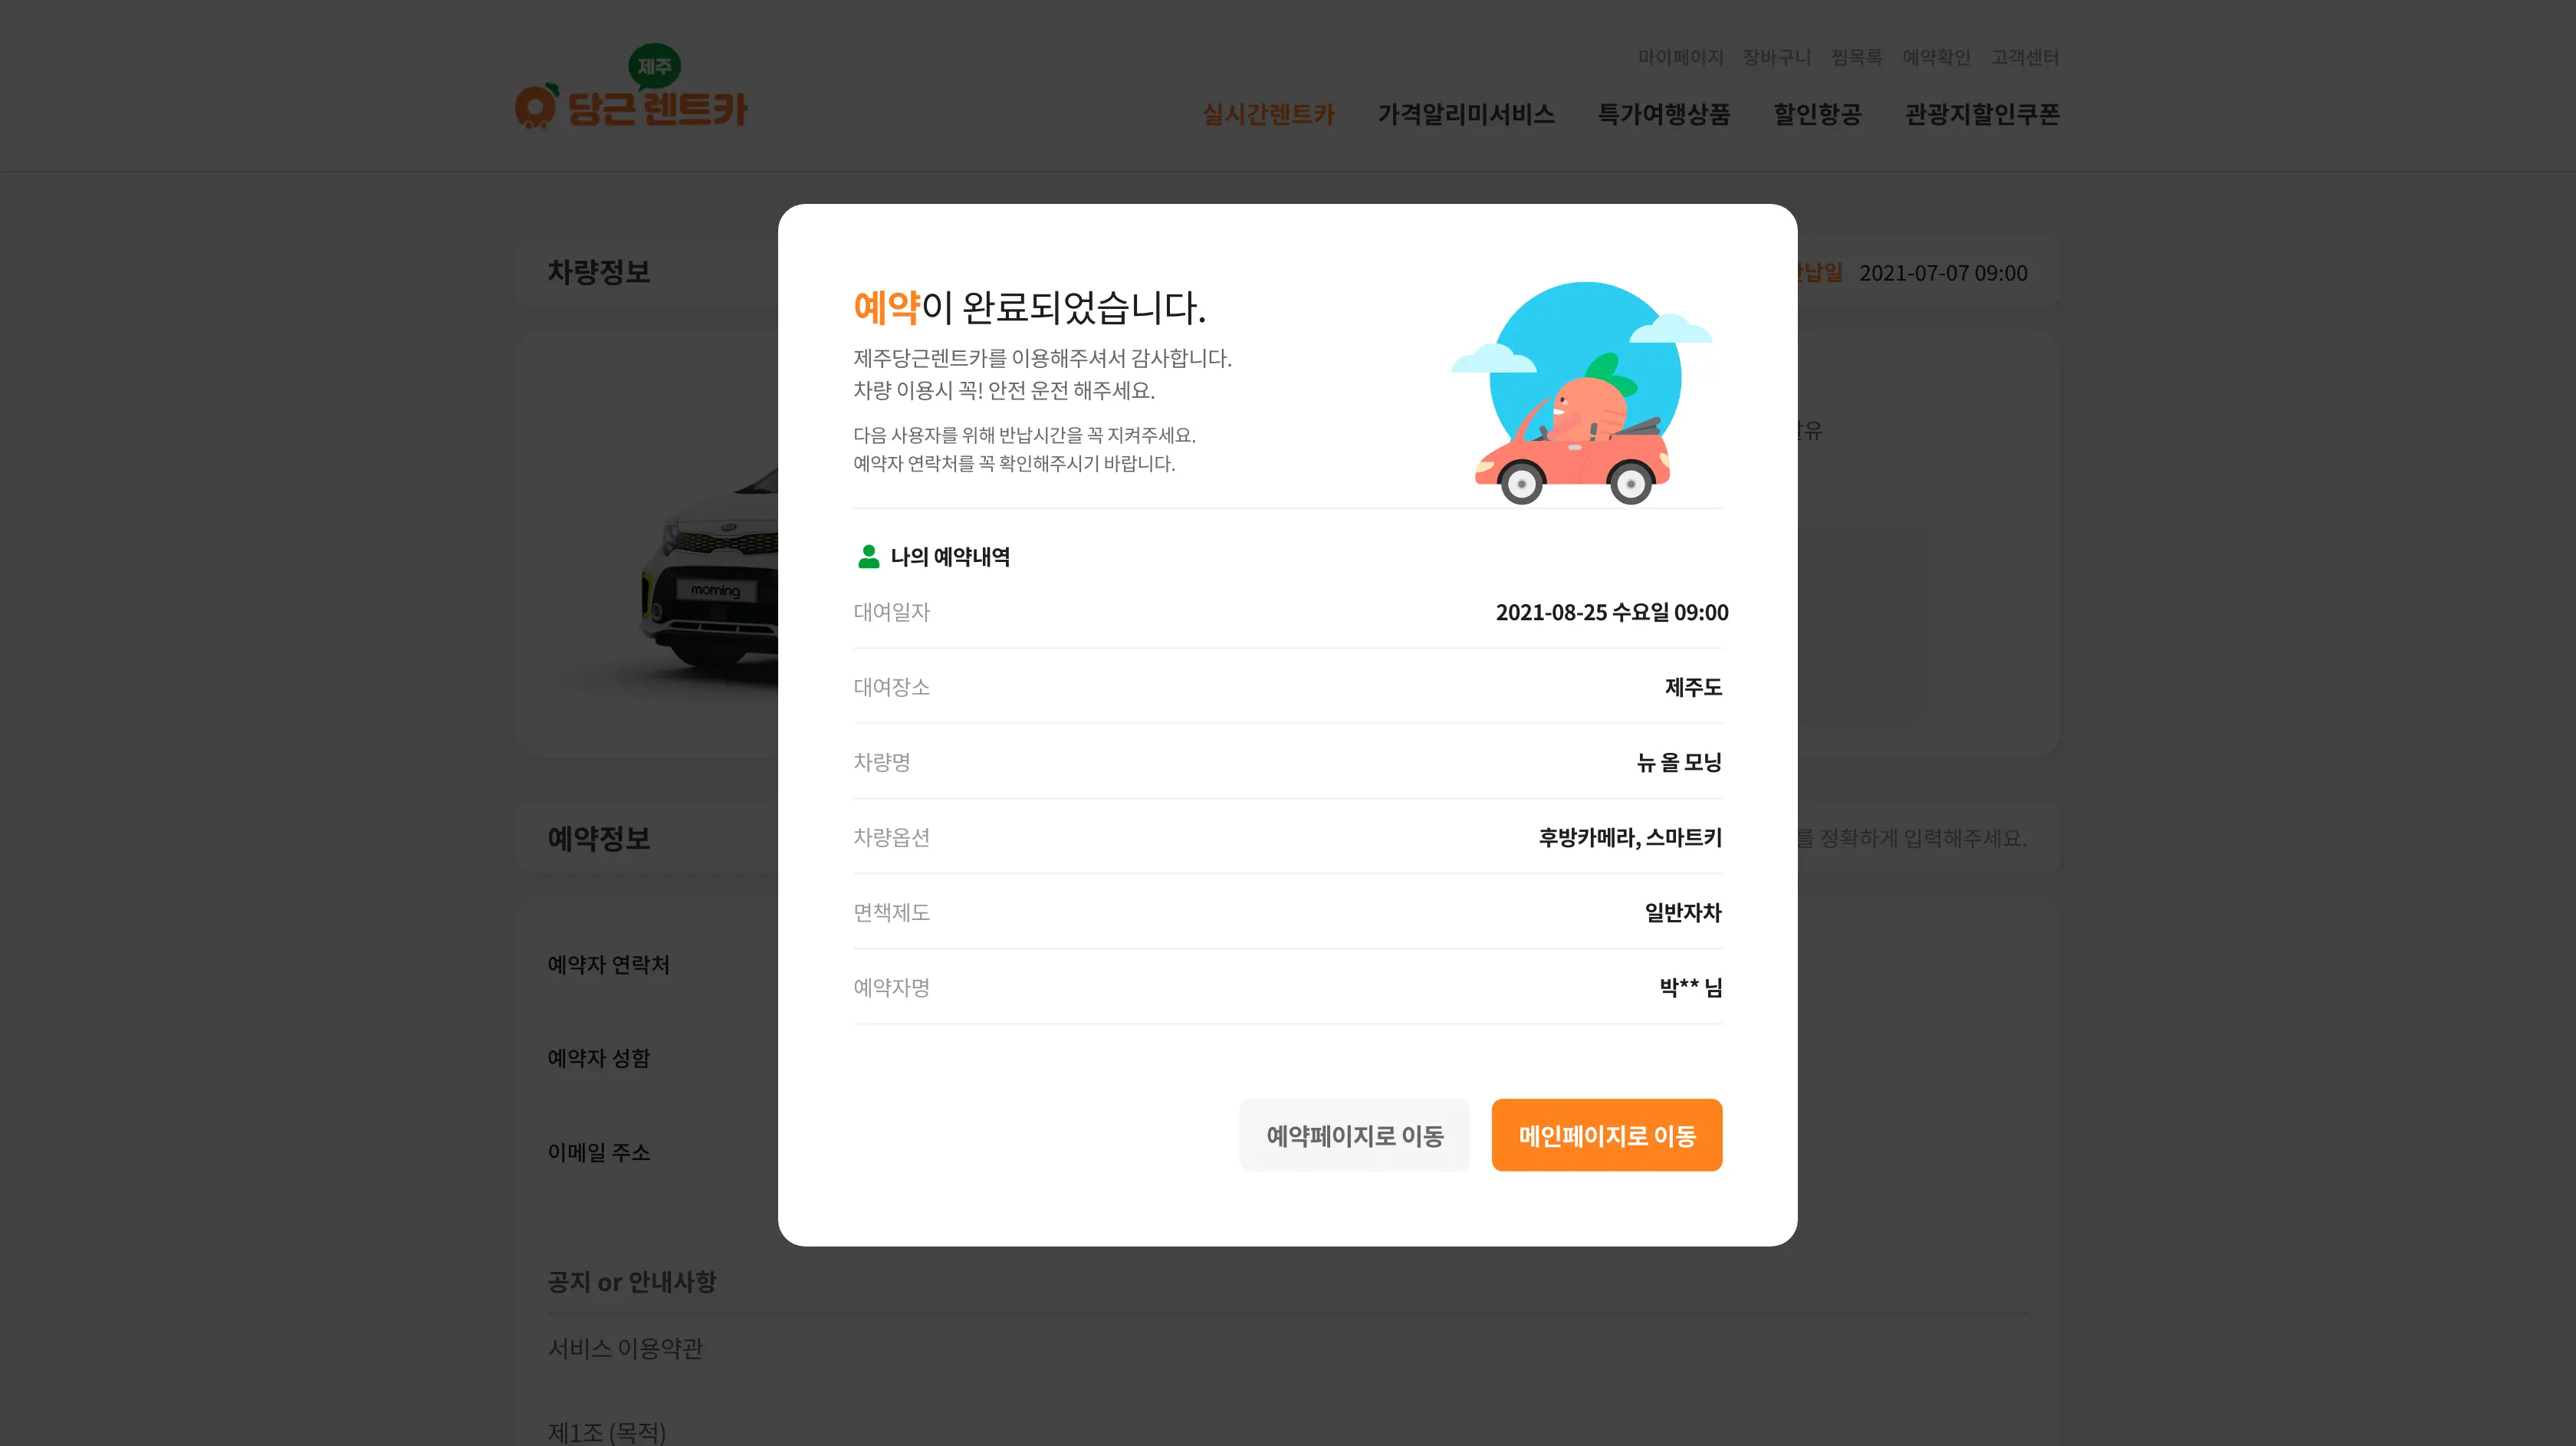 제주
당근 렌트카
마이페이지 장바구니 찜목록 예약확인 고객센터
실시간렌트카 가격알리미서비스 특가여행상품 할인항공 관광지할인쿠폰
차량정보
납일 2021-07-07 09:00
예약이 완료되었습니다.
제주당근렌트카를 이용해주셔서 감사합니다.
차량 이용시 꼭! 안전 운전 해주세요.
다음 사용자를 위해 반납시간을 꼭 지켜주세요.
예약자 연락처를 꼭 확인해주시기 바랍니다.
유
morning
나의 예약내역
대여일자 2021-08-25 수요일 09:00
대여장소 제주도
차량명 뉴 올 모닝
차량옵션 후방카메라, 스마트키
면책제도 일반자차
예약자명 박** 님
예약페이지로 이동 메인페이지로 이동
예약정보
를 정확하게 입력해주세요.
예약자 연락처
예약자 성함
이메일 주소
공지 or 안내사항
서비스 이용약관
제1조 (목적)